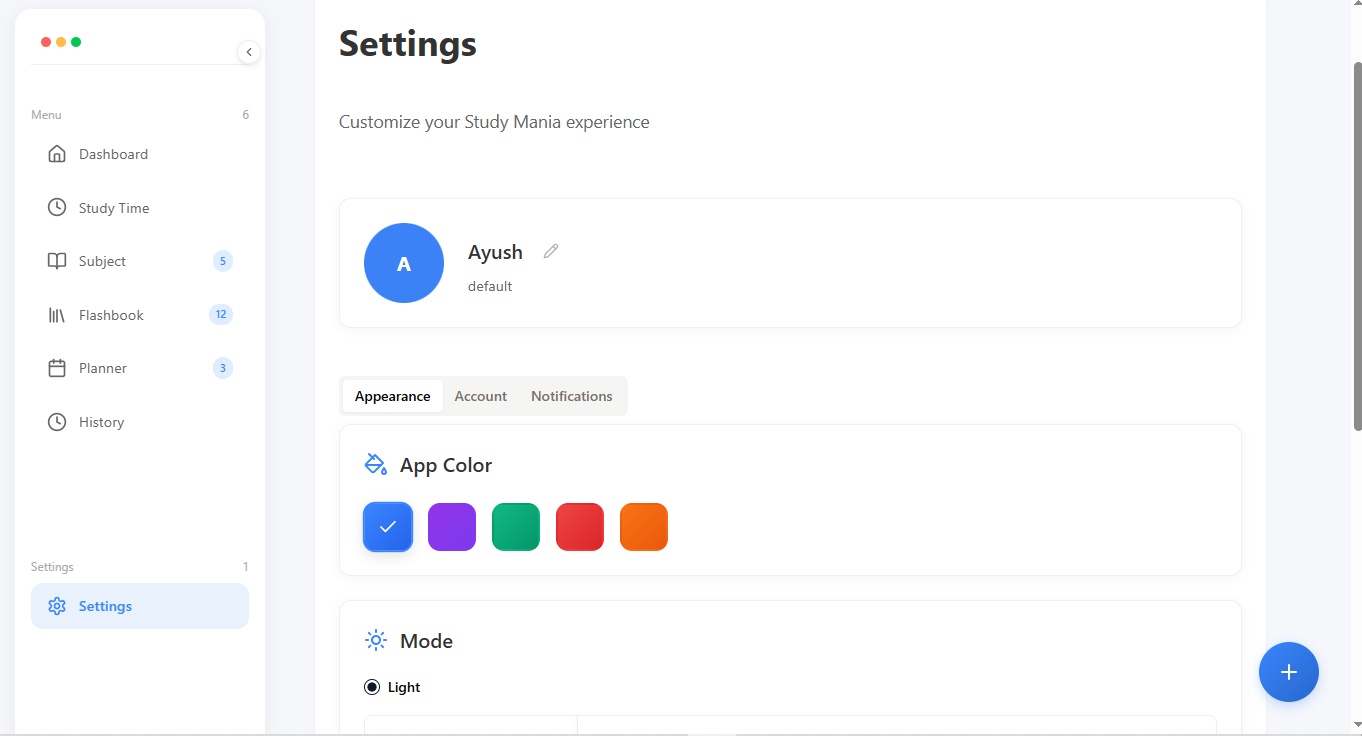 Menu 6
Dashboard
Study Time
Subject 5
Flashbook 12
Planner 3
History
Settings 1
Settings
Settings
Customize your Study Mania experience
A
Ayush
default
Appearance Account Notifications
App Color
Mode
Light